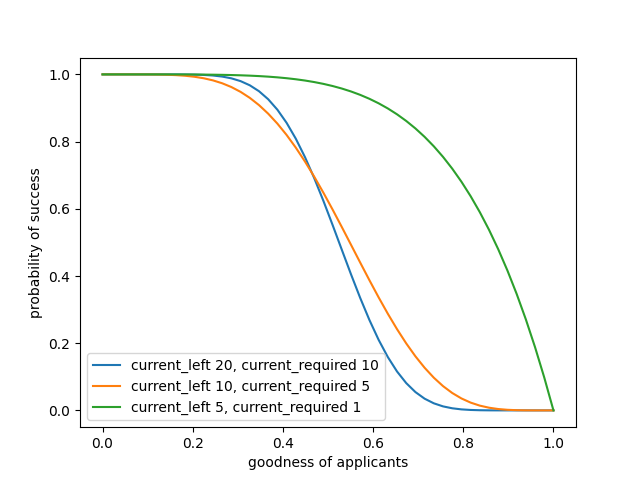 1.0
0.8
0.6
0.4
0.2
0.0
probability of success
current_left 20, current_required 10
current_left 10, current_required 5
current_left 5, current_required 1
0.0 0.2 0.4 0.6 0.8 1.0
goodness of applicants